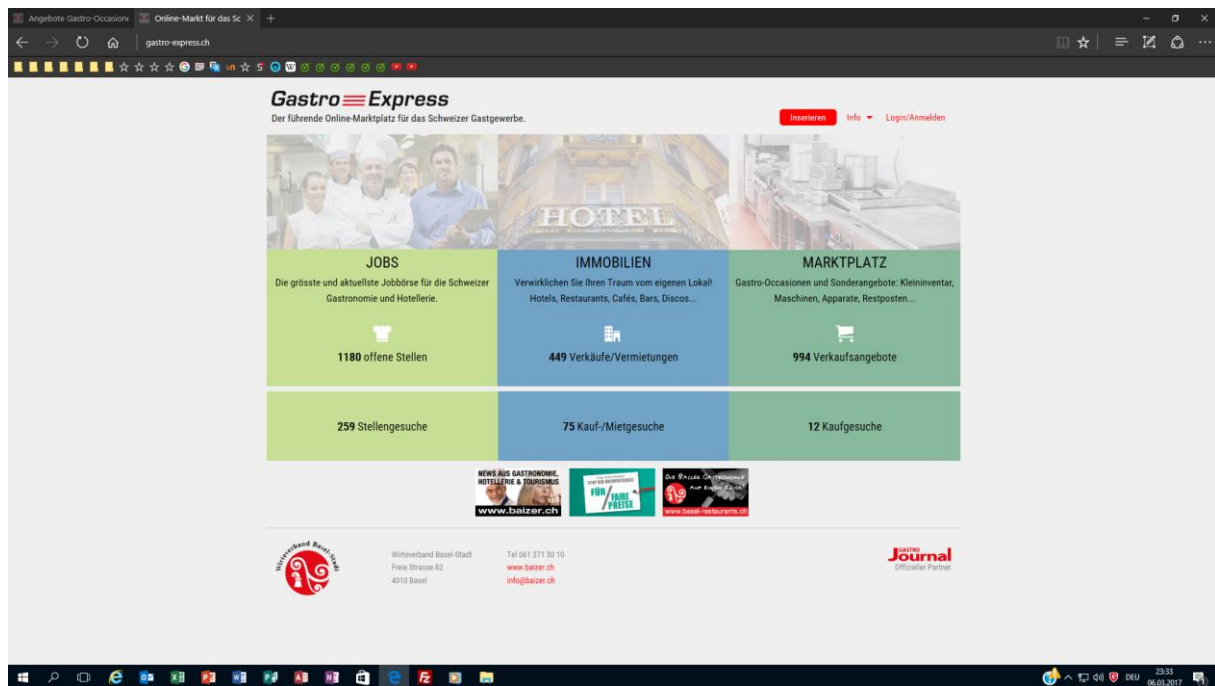 Angebote Gastro-Occasione
Online-Markt für das Sc
gastro-express.ch
Gastro Express
Der führende Online-Marktplatz für das Schweizer Gastgewerbe.
Inserieren Info Login/Anmelden
HOTEL
JOBS
Die grösste und aktuellste Jobbörse für die Schweizer
Gastronomie und Hotellerie.
1180 offene Stellen
259 Stellengesuche
IMMOBILIEN
Verwirklichen Sie Ihren Traum vom eigenen Lokal!
Hotels, Restaurants, Cafés, Bars, Discos...
449 Verkäufe/Vermietungen
75 Kauf-/Mietgesuche
MARKTPLATZ
Gastro-Occasionen und Sonderangebote: Kleininventar,
Maschinen, Apparate, Restposten...
994 Verkaufsangebote
12 Kaufgesuche
NEWS AUS GASTRONOMIE,
HOTELLERIE & TOURISMUS
www.baizer.ch
FÜR
FAIRE
PREISE
Auf einen Klick!
www.basel-restaurants.ch
Wirteverband Basel-Stadt
Wirteverband Basel-Stadt
Freie Strasse 82
4010 Basel
Tel 061 271 30 10
www.baizer.ch
info@baizer.ch
GASTRO
Journal
Offizieller Partner
DEU
23:33
06.03.2017